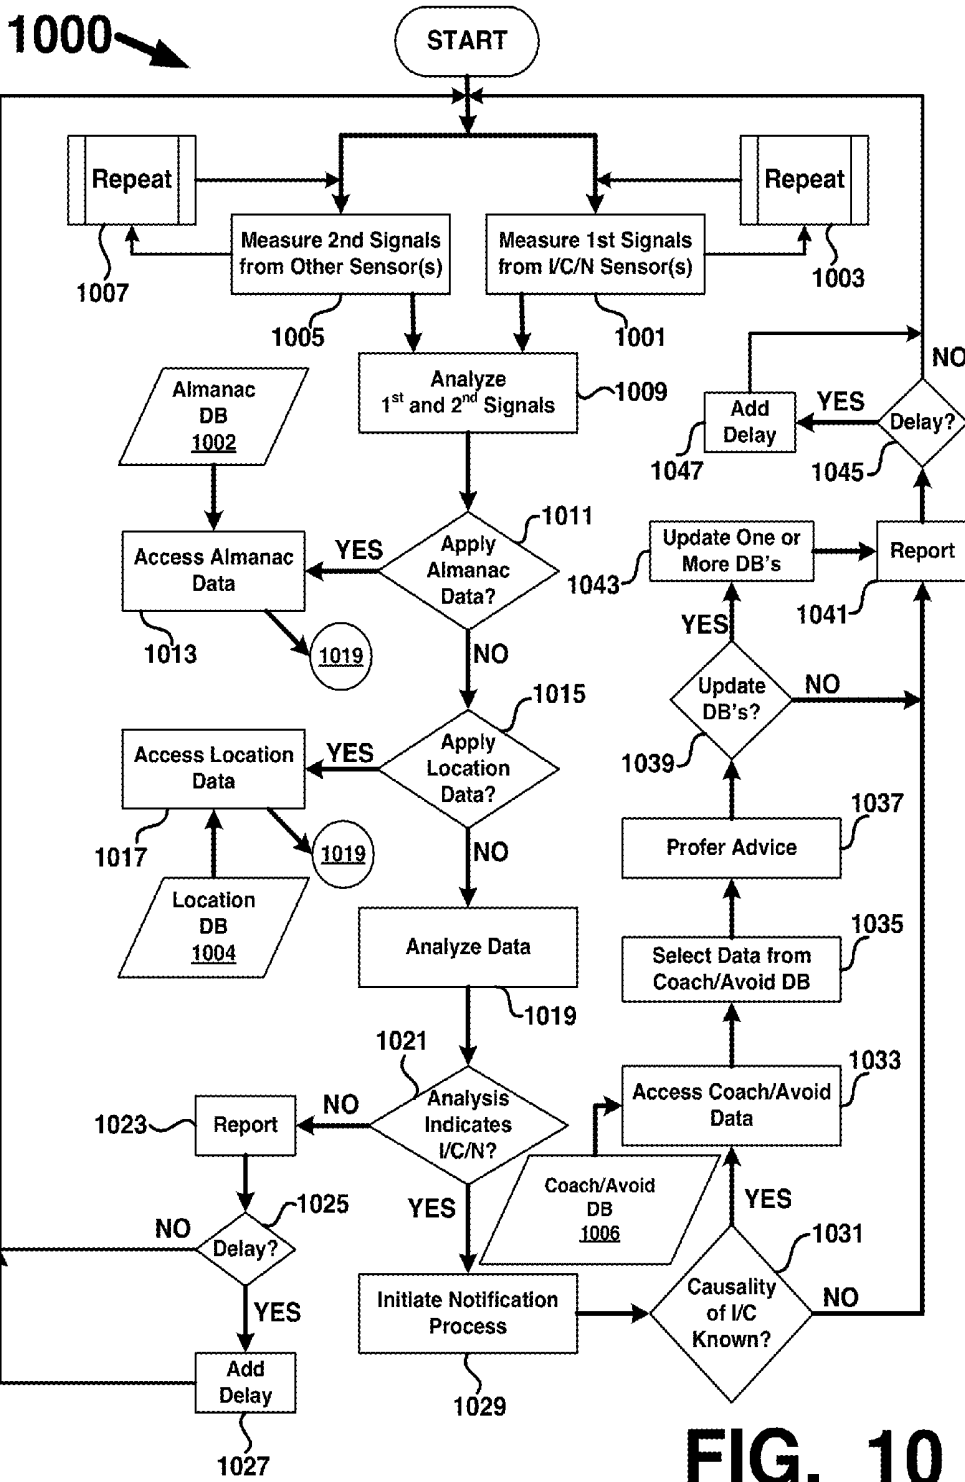 1000
START
Repeat
Repeat
1007
1003
Measure 2nd Signals
from Other Sensor(s)
Measure 1st Signals
from I/C/N Sensor(s)
1005
1001
Analyze
1st and 2nd Signals
1009
Almanac
DB
1002
NO
YES
Add
Delay
Delay?
1047
1045
1011
Apply
Almanac
Data?
YES
Access Almanac
Data
1013
1019
NO
Update One or
More DB's
1043
Report
1041
YES
Update
DB's?
NO
1039
1015
Apply
Location
Data?
YES
Access Location
Data
1017
1019
NO
Location
DB
1004
1037
Profer Advice
Analyze Data
1019
1035
Select Data from
Coach/Avoid DB
1021
Analysis
Indicates
I/C/N?
NO
1023
Report
1033
Access Coach/Avoid
Data
YES
Coach/Avoid
DB
1006
YES
NO
1025
Delay?
YES
1031
Causality
of I/C
Known?
NO
Initiate Notification
Process
1029
Add
Delay
1027
FIG. 10